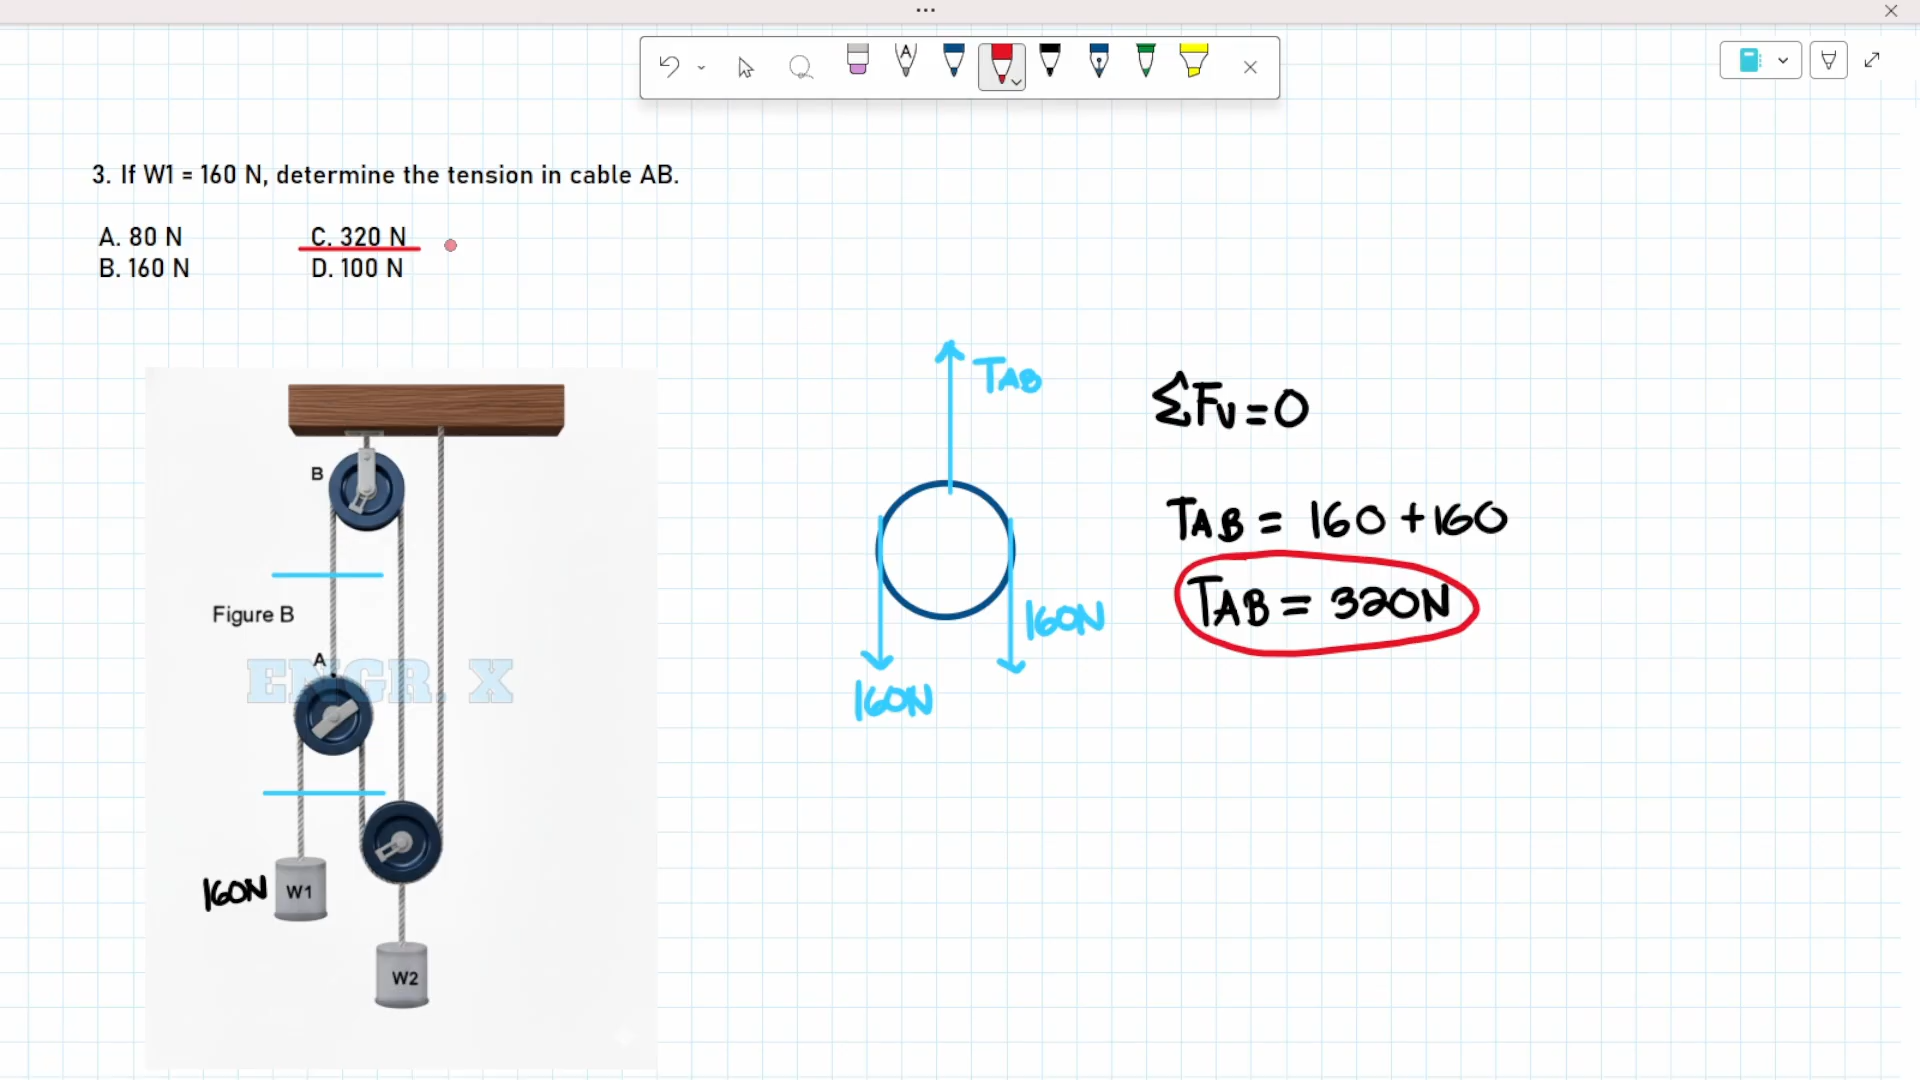 3. If W1 = 160 N, determine the tension in cable AB.
A. 80 N
C. 320 N
B. 160 N
D. 100 N
TAB
ΣFv=0
B
TAB = 160+160
TAB = 320N
Figure B
160N
A
ENGR. X
160N
160N
W1
W2